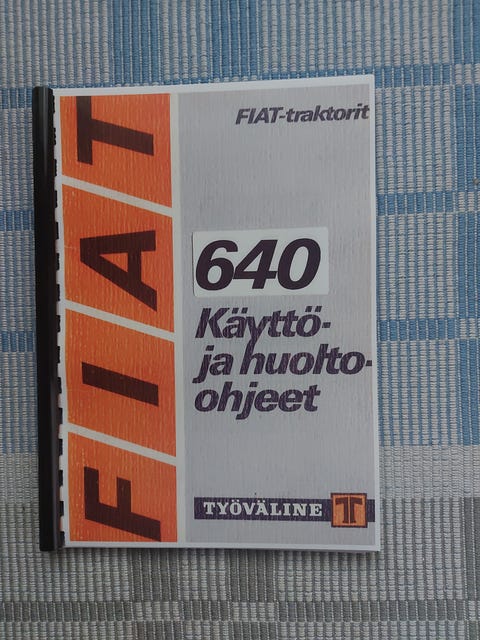 FIAT-traktorit
FIAT
640
Käyttö-
ja huolto-
ohjeet
TYÖVÄLINE T